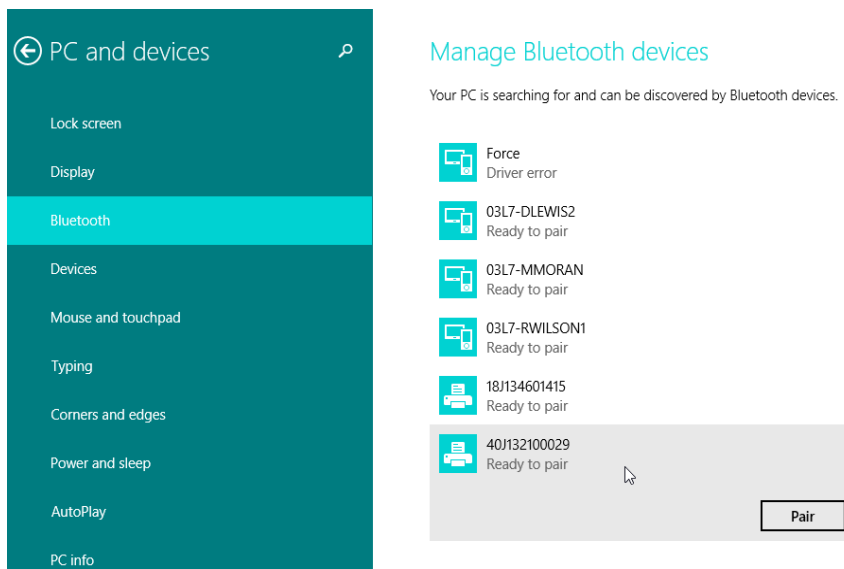 PC and devices
Lock screen
Display
Bluetooth
Devices
Mouse and touchpad
Typing
Corners and edges
Power and sleep
AutoPlay
PC info
Manage Bluetooth devices
Your PC is searching for and can be discovered by Bluetooth devices.
Force
Driver error
03L7-DLEWIS2
Ready to pair
03L7-MMORAN
Ready to pair
03L7-RWILSON1
Ready to pair
18J134601415
Ready to pair
40J132100029
Ready to pair
Pair